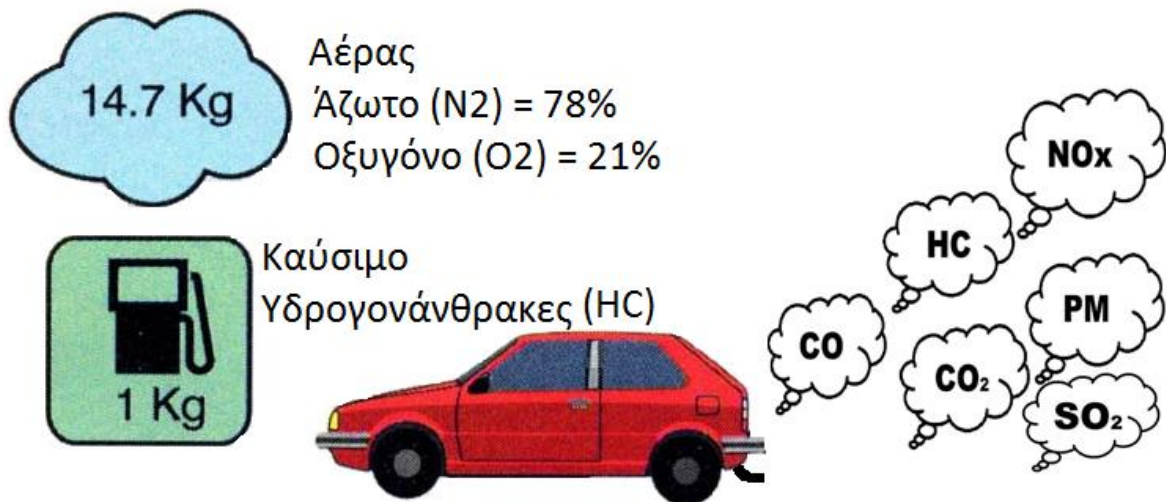 14.7 Kg
Αέρας
Άζωτο (N2) = 78%
Οξυγόνο (O2) = 21%
1 Kg
Καύσιμο
Υδρογονάνθρακες (HC)
NOx
HC
PM
CO
CO₂
SO₂